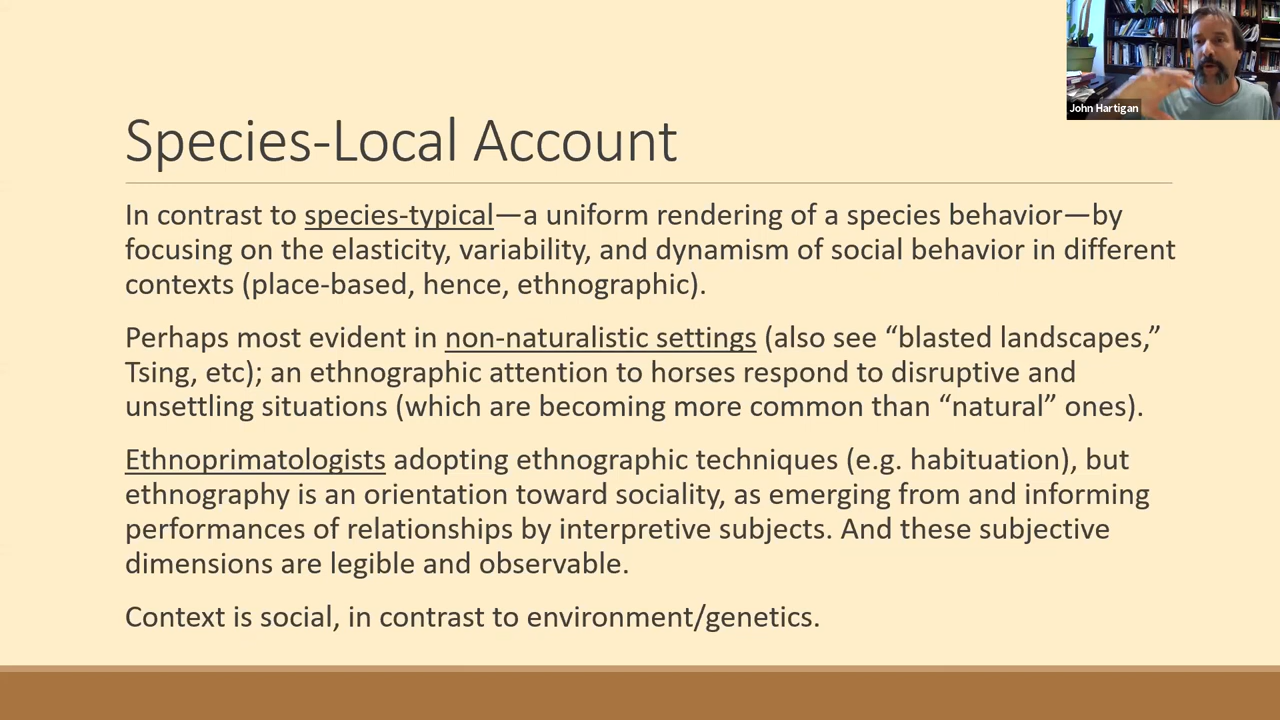 John Hartigan
Species-Local Account
In contrast to species-typical—a uniform rendering of a species behavior—by
focusing on the elasticity, variability, and dynamism of social behavior in different
contexts (place-based, hence, ethnographic).
Perhaps most evident in non-naturalistic settings (also see “blasted landscapes,”
Tsing, etc); an ethnographic attention to horses respond to disruptive and
unsettling situations (which are becoming more common than “natural” ones).
Ethnoprimatologists adopting ethnographic techniques (e.g. habituation), but
ethnography is an orientation toward sociality, as emerging from and informing
performances of relationships by interpretive subjects. And these subjective
dimensions are legible and observable.
Context is social, in contrast to environment/genetics.